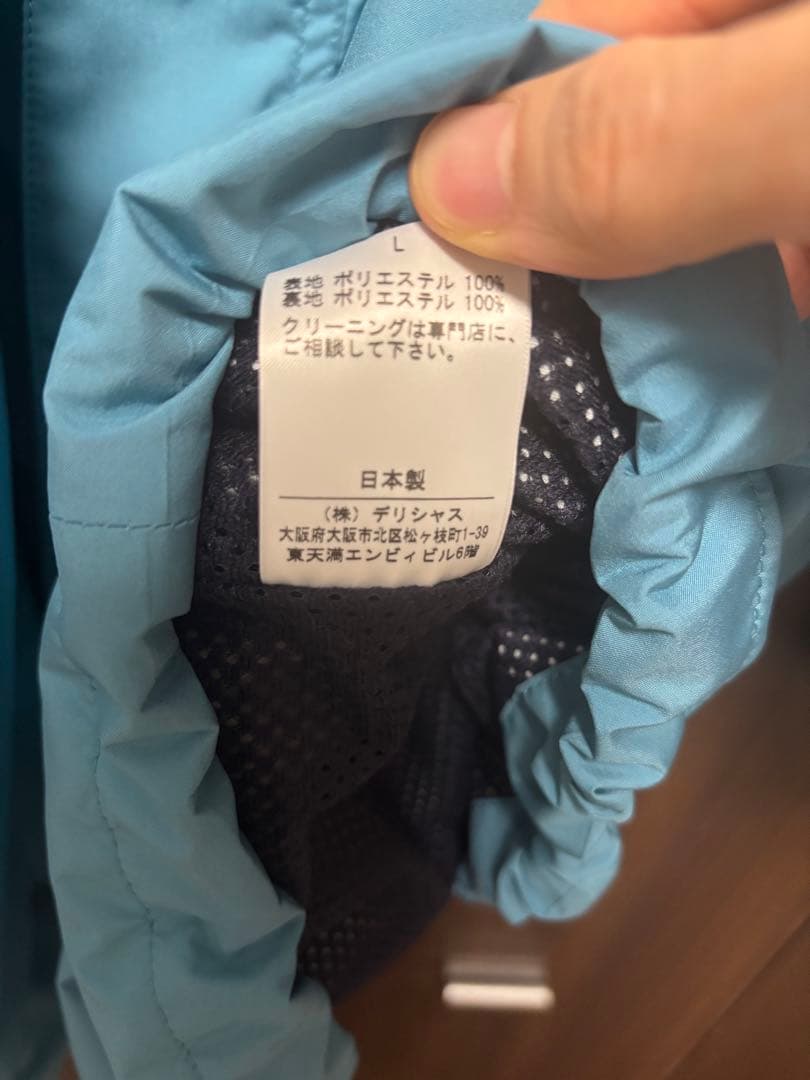 L
表地 ポリエステル 100%
裏地 ポリエステル 100%
クリーニングは専門店に、
ご相談して下さい。
日本製
（株）デリシャス
大阪府大阪市北区松ヶ枝町1-39
東天満エンビィビル6階